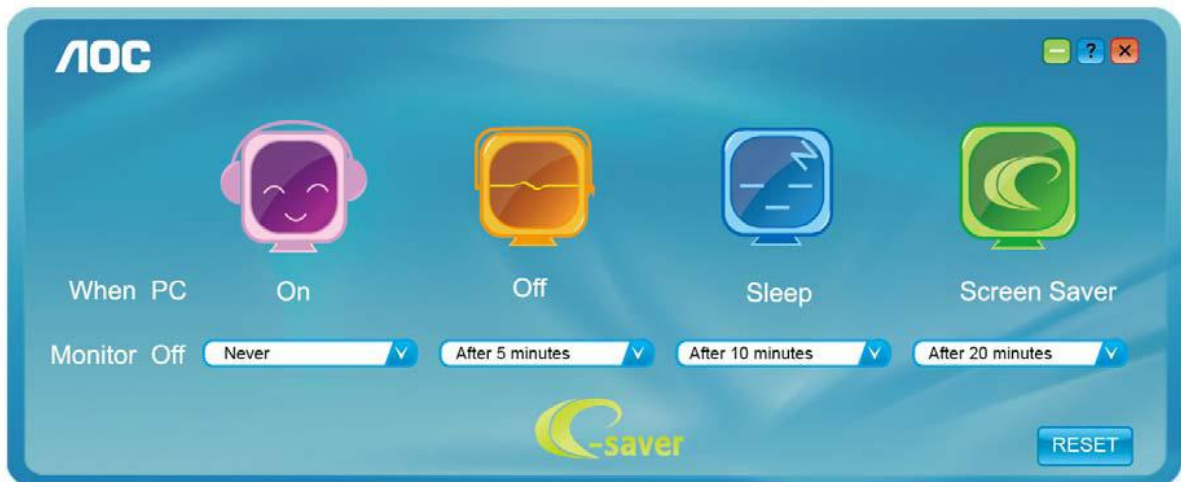 AOC
?
When PC On Off Sleep Screen Saver
Monitor Off Never After 5 minutes After 10 minutes After 20 minutes
e-saver
RESET